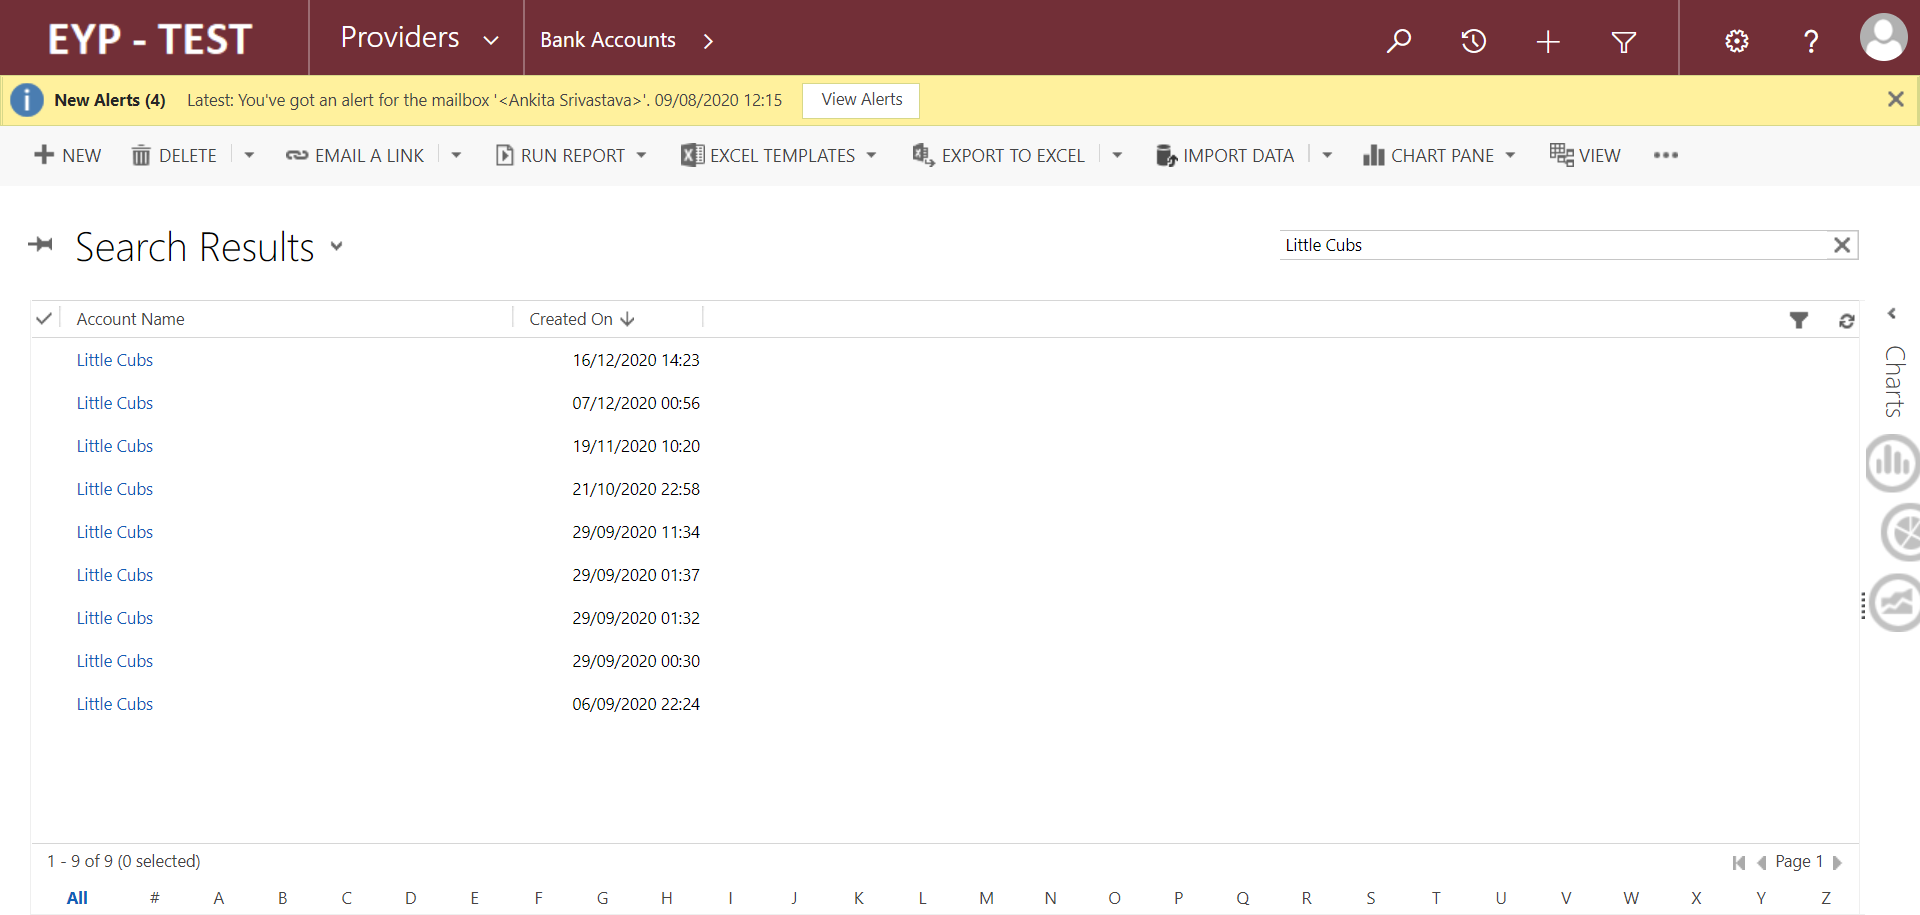 EYP - TEST Providers Bank Accounts
New Alerts (4) Latest: You've got an alert for the mailbox '<Ankita Srivastava>'. 09/08/2020 12:15 View Alerts
NEW DELETE EMAIL A LINK RUN REPORT EXCEL TEMPLATES EXPORT TO EXCEL IMPORT DATA CHART PANE VIEW
Search Results Little Cubs
Account Name Created On
Little Cubs 16/12/2020 14:23
Little Cubs 07/12/2020 00:56
Little Cubs 19/11/2020 10:20
Little Cubs 21/10/2020 22:58
Little Cubs 29/09/2020 11:34
Little Cubs 29/09/2020 01:37
Little Cubs 29/09/2020 01:32
Little Cubs 29/09/2020 00:30
Little Cubs 06/09/2020 22:24
Charts
1 - 9 of 9 (0 selected) Page 1
All # A B C D E F G H I J K L M N O P Q R S T U V W X Y Z